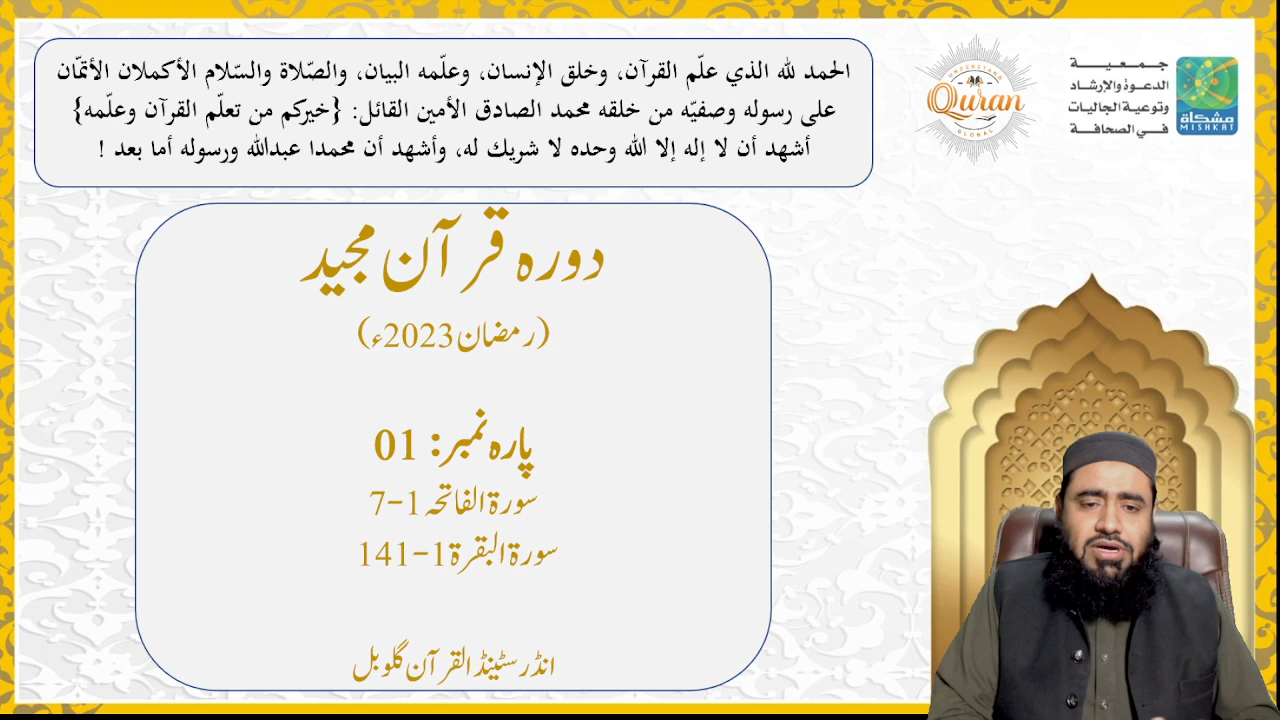 الحمد لله الذي علّم القرآن، وخلق الإنسان، وعلّمه البيان، والصّلاة والسّلام الأكملان الأتمّان
على رسوله وصفيّه من خلقه محمد الصادق الأمين القائل: {خيركم من تعلّم القرآن وعلّمه}
أشهد أن لا إله إلا الله وحده لا شريك له، وأشهد أن محمدا عبدالله ورسوله أما بعد !
UNDERSTAND
Quran
GLOBAL
جمعية
الدعوة والإرشاد
وتوعية الجاليات
في الصحافة
مشكاة
MISHKAT
دورہ قرآن مجید
(رمضان 2023ء)
پارہ نمبر: 01
سورۃ الفاتحہ 1-7
سورۃ البقرۃ 1-141
انڈرسٹینڈ القرآن گلوبل